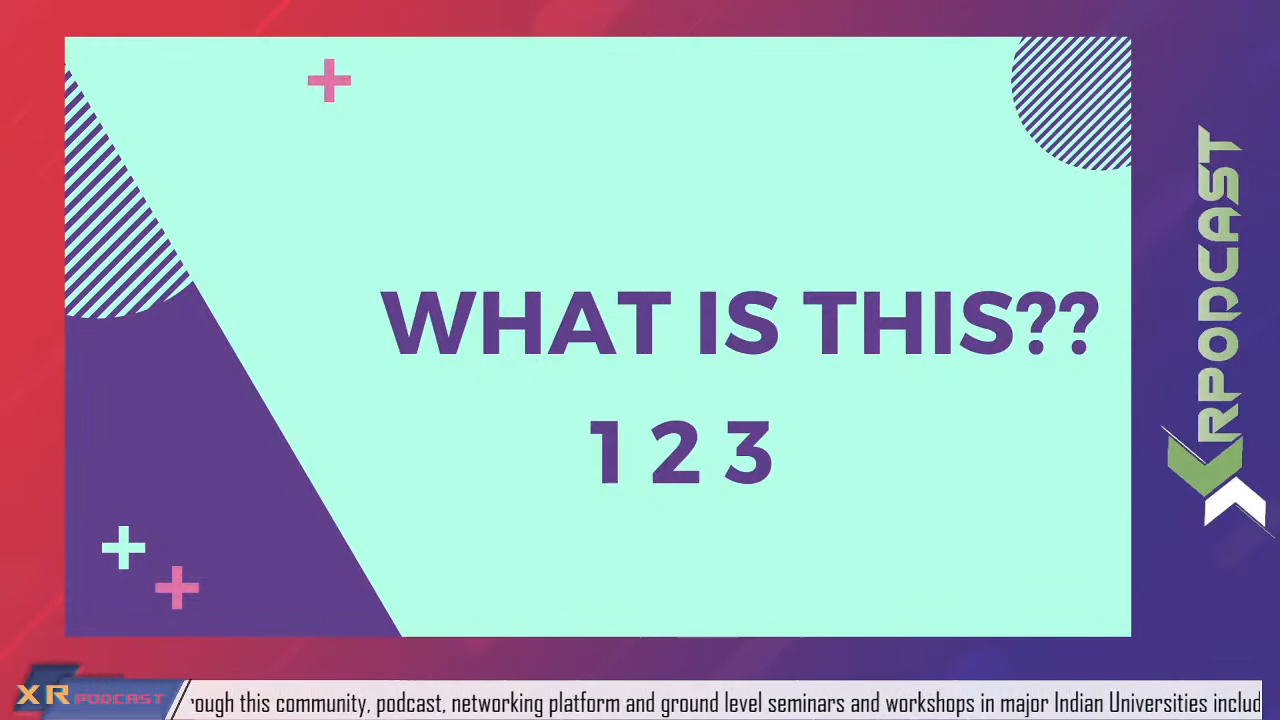 WHAT IS THIS??
1 2 3
XRPODCAST
XR PODCAST
rough this community, podcast, networking platform and ground level seminars and workshops in major Indian Universities includ